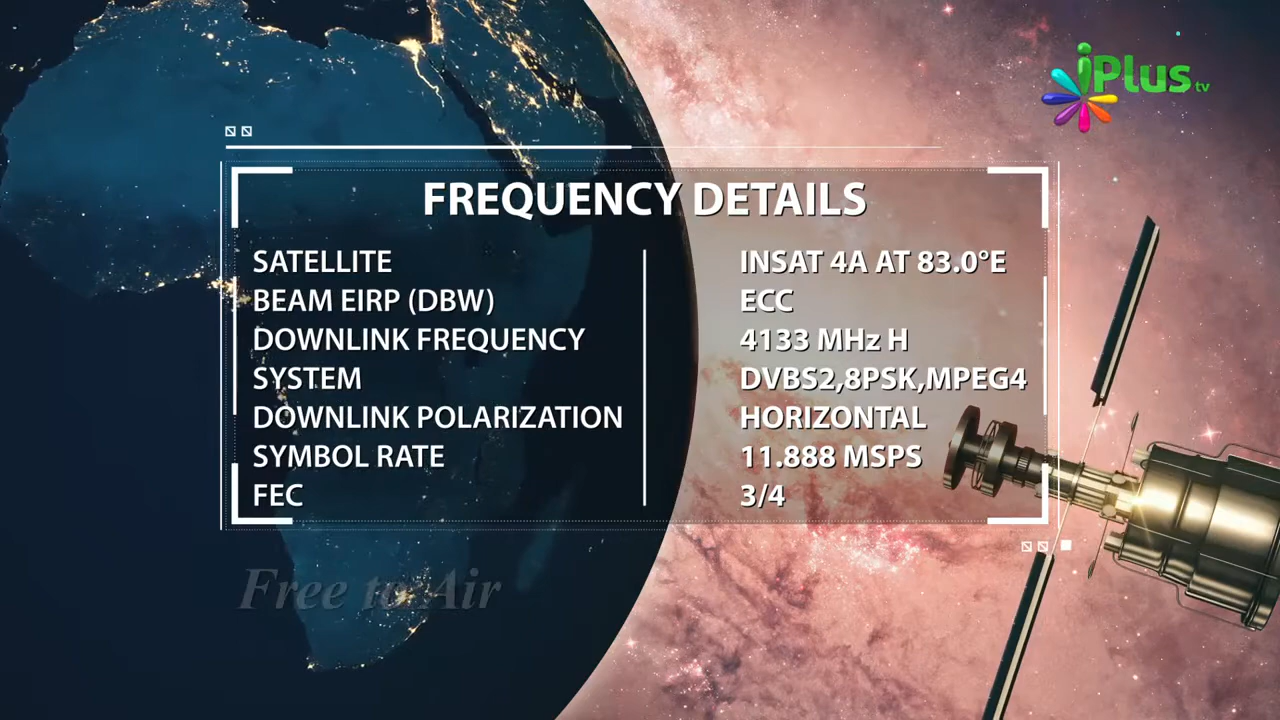 iPlus tv
FREQUENCY DETAILS
SATELLITE INSAT 4A AT 83.0°E
BEAM EIRP (DBW) ECC
DOWNLINK FREQUENCY 4133 MHz H
SYSTEM DVBS2,8PSK,MPEG4
DOWNLINK POLARIZATION HORIZONTAL
SYMBOL RATE 11.888 MSPS
FEC 3/4
Free to Air